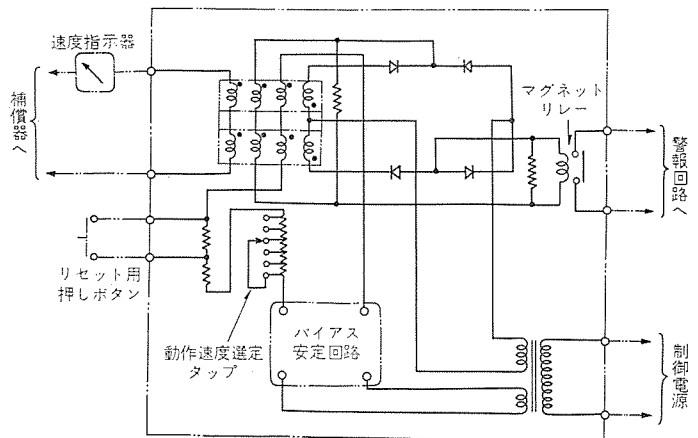 速度指示器
補償器へ
マグネット
リレー
警報回路へ
リセット用
押しボタン
動作速度選定
タップ
バイアス
安定回路
制御電源